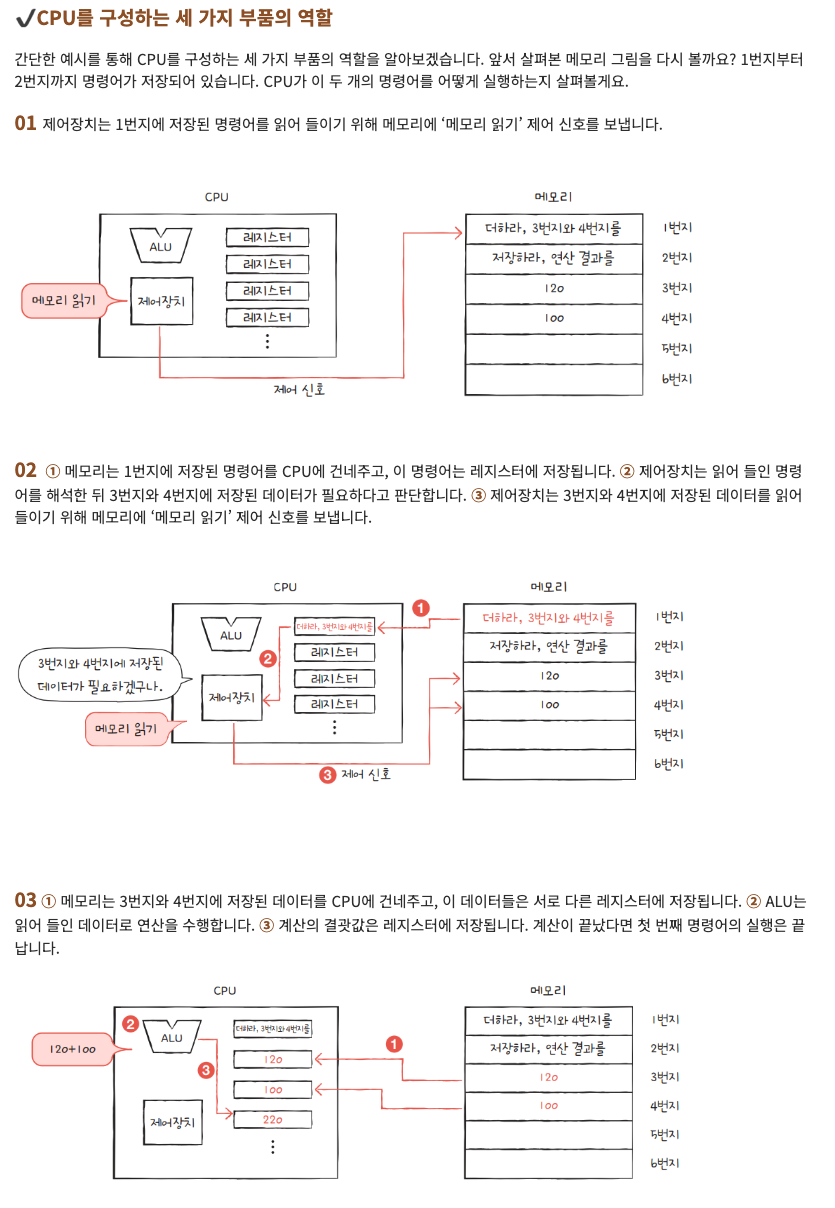 ✓CPU를 구성하는 세 가지 부품의 역할
간단한 예시를 통해 CPU를 구성하는 세 가지 부품의 역할을 알아보겠습니다. 앞서 살펴본 메모리 그림을 다시 볼까요? 1번지부터
2번지까지 명령어가 저장되어 있습니다. CPU가 이 두 개의 명령어를 어떻게 실행하는지 살펴볼게요.
01 제어장치는 1번지에 저장된 명령어를 읽어 들이기 위해 메모리에 ‘메모리 읽기’ 제어 신호를 보냅니다.
CPU
메모리
ALU
레지스터
레지스터
레지스터
레지스터
⋮
메모리 읽기
제어장치
제어 신호
더하라, 3번지와 4번지를 1번지
저장하라, 연산 결과를 2번지
120 3번지
100 4번지
5번지
6번지
02 ① 메모리는 1번지에 저장된 명령어를 CPU에 건네주고, 이 명령어는 레지스터에 저장됩니다. ② 제어장치는 읽어 들인 명령
어를 해석한 뒤 3번지와 4번지에 저장된 데이터가 필요하다고 판단합니다. ③ 제어장치는 3번지와 4번지에 저장된 데이터를 읽어
들이기 위해 메모리에 ‘메모리 읽기’ 제어 신호를 보냅니다.
CPU
메모리
1
ALU
더하라, 3번지와 4번지를
레지스터
레지스터
레지스터
⋮
2
3번지와 4번지에 저장된
데이터가 필요하겠구나.
제어장치
메모리 읽기
3 제어 신호
더하라, 3번지와 4번지를 1번지
저장하라, 연산 결과를 2번지
120 3번지
100 4번지
5번지
6번지
03 ① 메모리는 3번지와 4번지에 저장된 데이터를 CPU에 건네주고, 이 데이터들은 서로 다른 레지스터에 저장됩니다. ② ALU는
읽어 들인 데이터로 연산을 수행합니다. ③ 계산의 결괏값은 레지스터에 저장됩니다. 계산이 끝났다면 첫 번째 명령어의 실행은 끝
납니다.
CPU
메모리
2
ALU
120+100
3
더하라, 3번지와 4번지를
120
100
220
⋮
제어장치
1
더하라, 3번지와 4번지를 1번지
저장하라, 연산 결과를 2번지
120 3번지
100 4번지
5번지
6번지